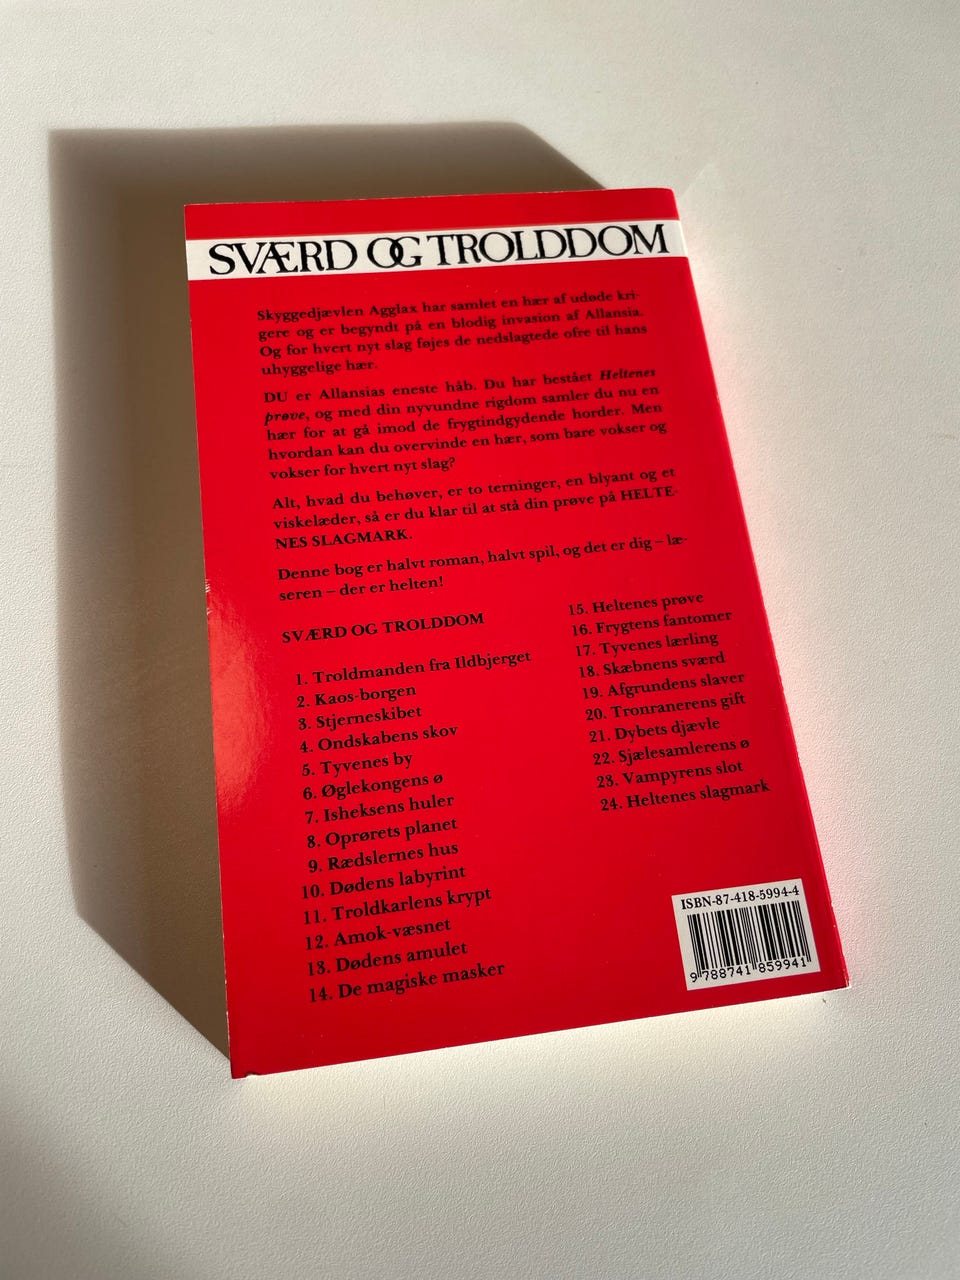 SVÆRD OG TROLDDOM
Skyggedjævlen Agglax har samlet en hær af udøde kri-
gere og er begyndt på en blodig invasion af Allansia.
Og for hvert nyt slag føjes de nedslagtede ofre til hans
uhyggelige hær.
DU er Allansias eneste håb. Du har bestået Heltenes
prøve, og med din nyvundne rigdom samler du nu en
hær for at gå imod de frygtindgydende horder. Men
hvordan kan du overvinde en hær, som bare vokser og
vokser for hvert nyt slag?
Alt, hvad du behøver, er to terninger, en blyant og et
viskelæder, så er du klar til at stå din prøve på HELTE-
NES SLAGMARK.
Denne bog er halvt roman, halvt spil, og det er dig – læ-
seren – der er helten!
SVÆRD OG TROLDDOM
1. Troldmanden fra Ildbjerget
2. Kaos-borgen
3. Stjerneskibet
4. Ondskabens skov
5. Tyvenes by
6. Øglekongens ø
7. Isheksens huler
8. Oprørets planet
9. Rædslernes hus
10. Dødens labyrint
11. Troldkarlens krypt
12. Amok-væsnet
13. Dødens amulet
14. De magiske masker
15. Heltenes prøve
16. Frygtens fantomer
17. Tyvenes lærling
18. Skæbnens sværd
19. Afgrundens slaver
20. Tronranerens gift
21. Dybets djævle
22. Sjælesamlerens ø
23. Vampyrens slot
24. Heltenes slagmark
ISBN-87-418-5994-4
9 788741 859941